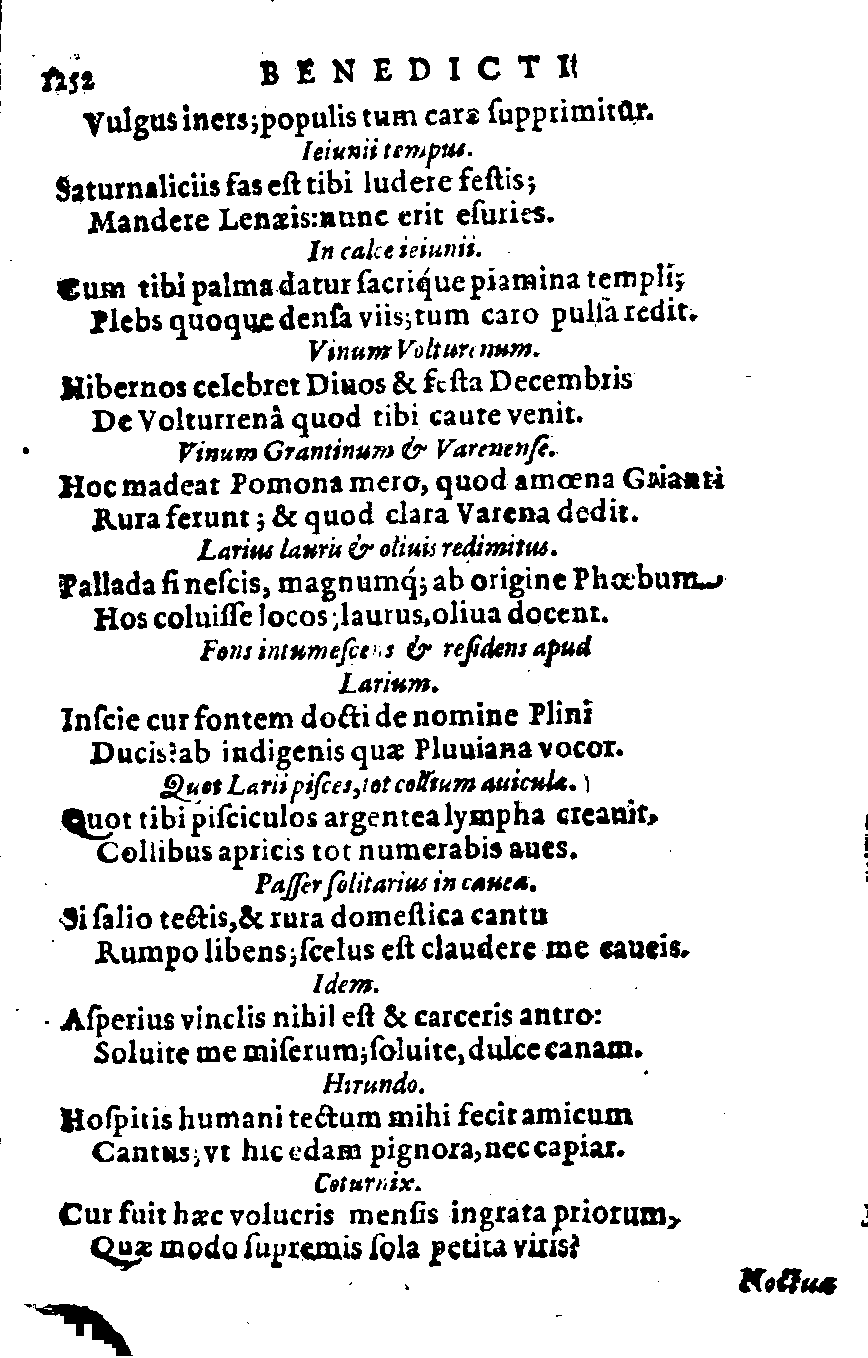 1252 BENEDICTI
Vulgus iners; populis tum caræ ſupprimitur.
Ieiunii tempus.
Saturnaliciis fas eſt tibi ludere feſtis;
Mandere Lenæis: nunc erit eſuries.
In calce ieiunii.
Cum tibi palma datur ſacriq́ue piamina templi;
Plebs quoque denſa viis; tum caro pulſa redit.
Vinum Volturenum.
Hibernos celebret Diuos & feſta Decembris
De Volturrenâ quod tibi caute venit.
Vinum Grantinum & Varenenſe.
Hoc madeat Pomona mero, quod amœna Graianti
Rura ferunt; & quod clara Varena dedit.
Larius lauris & oliuis redimitus.
Pallada ſi neſcis, magnumq́; ab origine Phœbum
Hos coluiſſe locos; laurus, oliua docent.
Fons intumeſcens & reſidens apud
Larium.
Inſcie cur fontem docti de nomine Plinî
Ducis? ab indigenis quæ Pluuiana vocor.
Quot Larii piſces, tot collium auiculæ.
Quot tibi piſciculos argentea lympha creauit,
Collibus apricis tot numerabis aues.
Paſſer ſolitarius in cauea.
Si ſalio tectis, & rura domeſtica cantu
Rumpo libens; ſcelus eſt claudere me caueis.
Idem.
Aſperius vinclis nihil eſt & carceris antro:
Soluite me miſerum; ſoluite, dulce canam.
Hirundo.
Hoſpitis humani tectum mihi fecit amicum
Cantus; vt hic edam pignora, nec capiar.
Coturnix.
Cur fuit hæc volucris menſis ingrata priorum,
Quæ modo ſupremis ſola petita viris?
Noctua